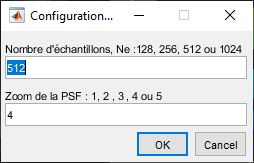 Configuration...
Nombre d'échantillons, Ne :128, 256, 512 ou 1024
512
Zoom de la PSF : 1, 2 , 3 , 4 ou 5
4
OK Cancel